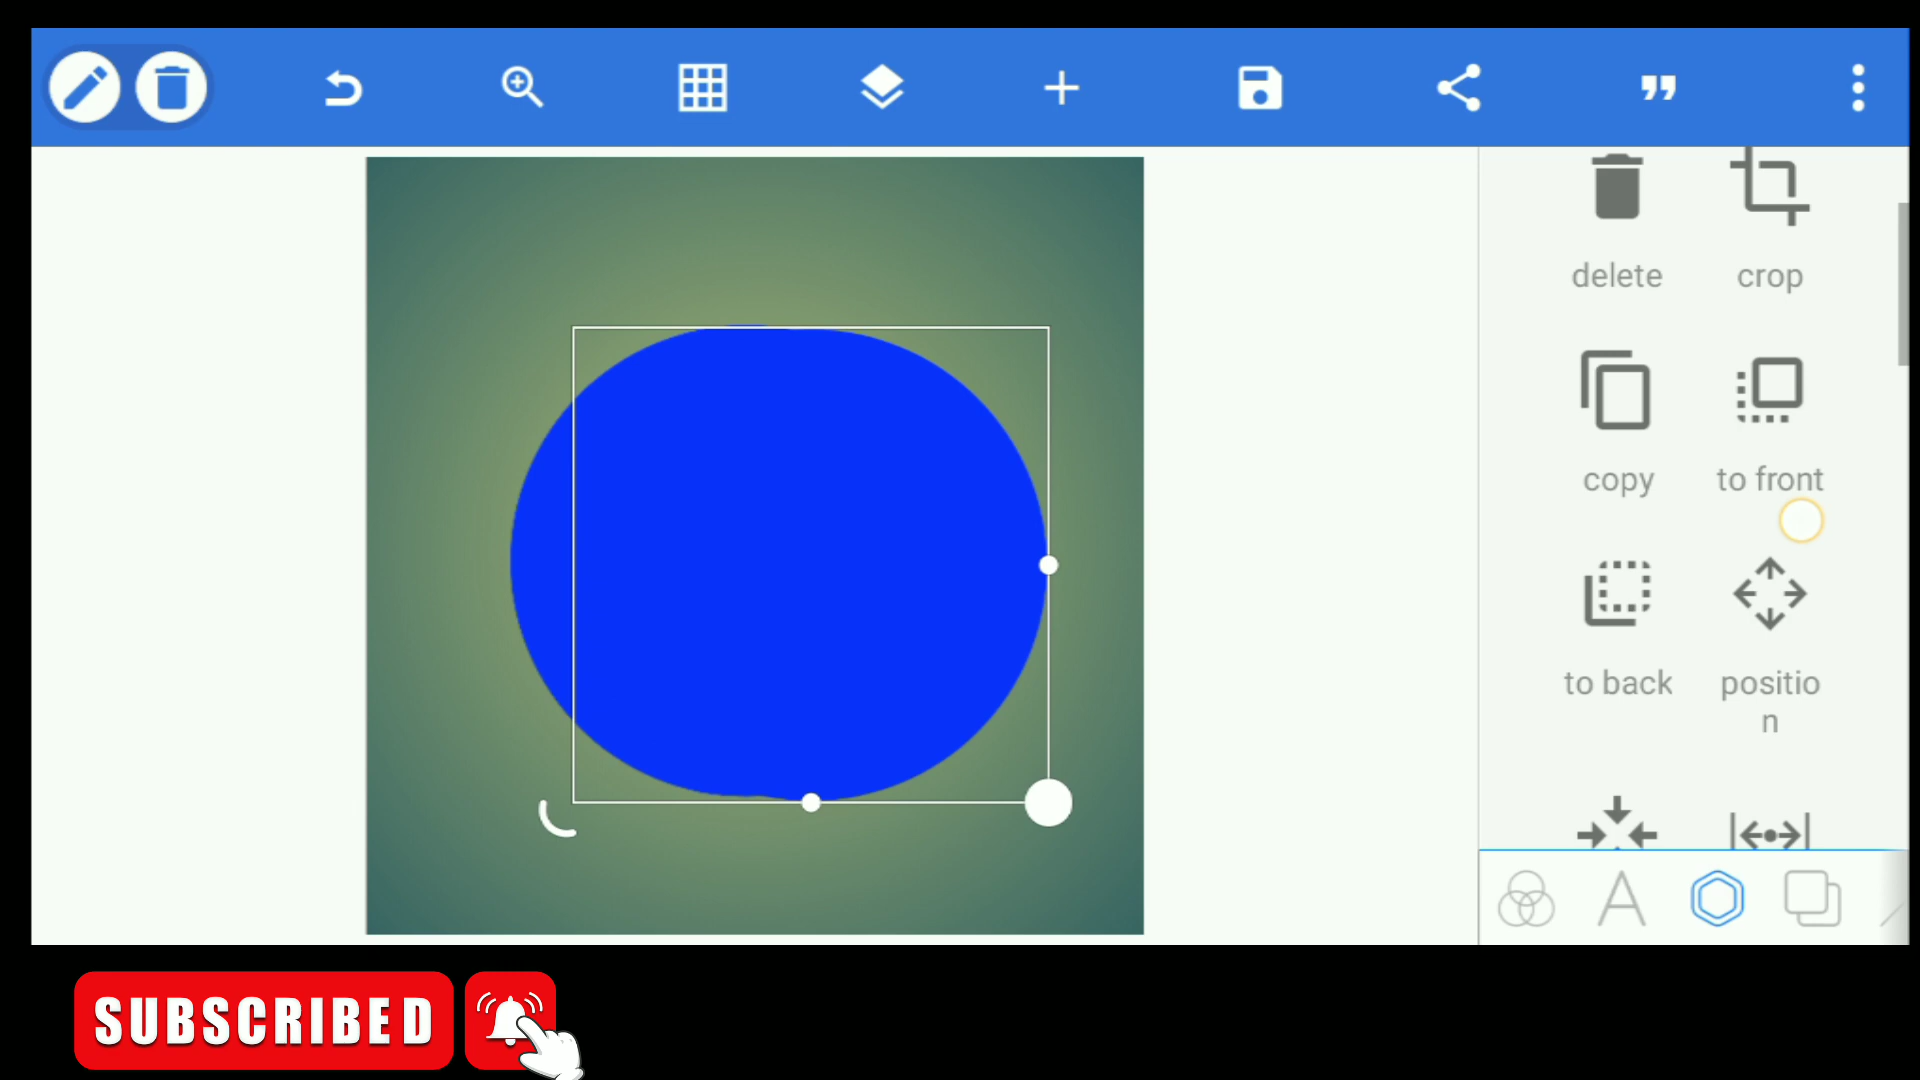 delete
crop
copy
to front
to back
positio
n
SUBSCRIBED